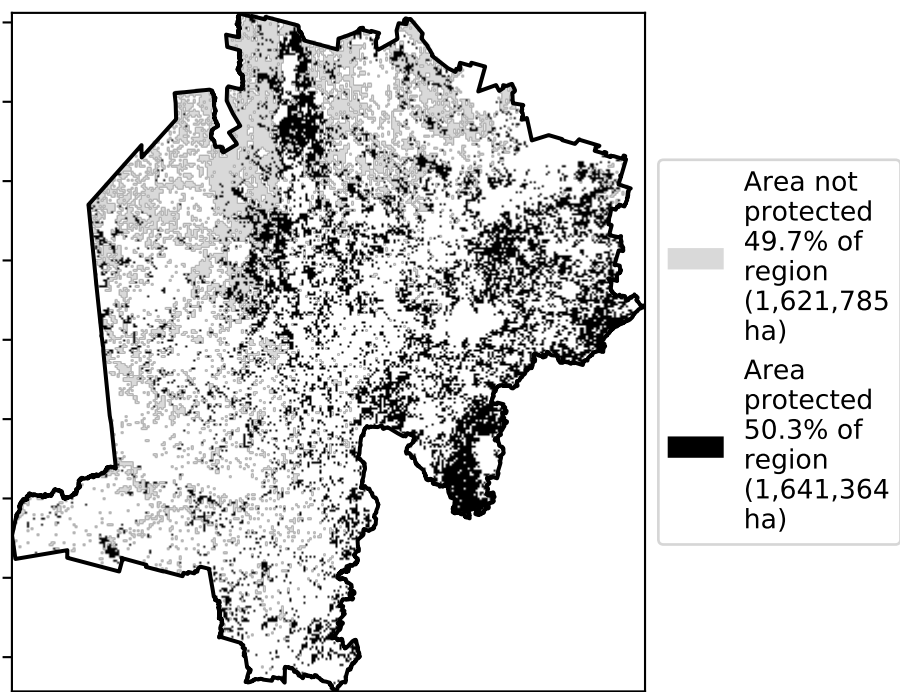 Area not
protected
49.7% of
region
(1,621,785
ha)
Area
protected
50.3% of
region
(1,641,364
ha)